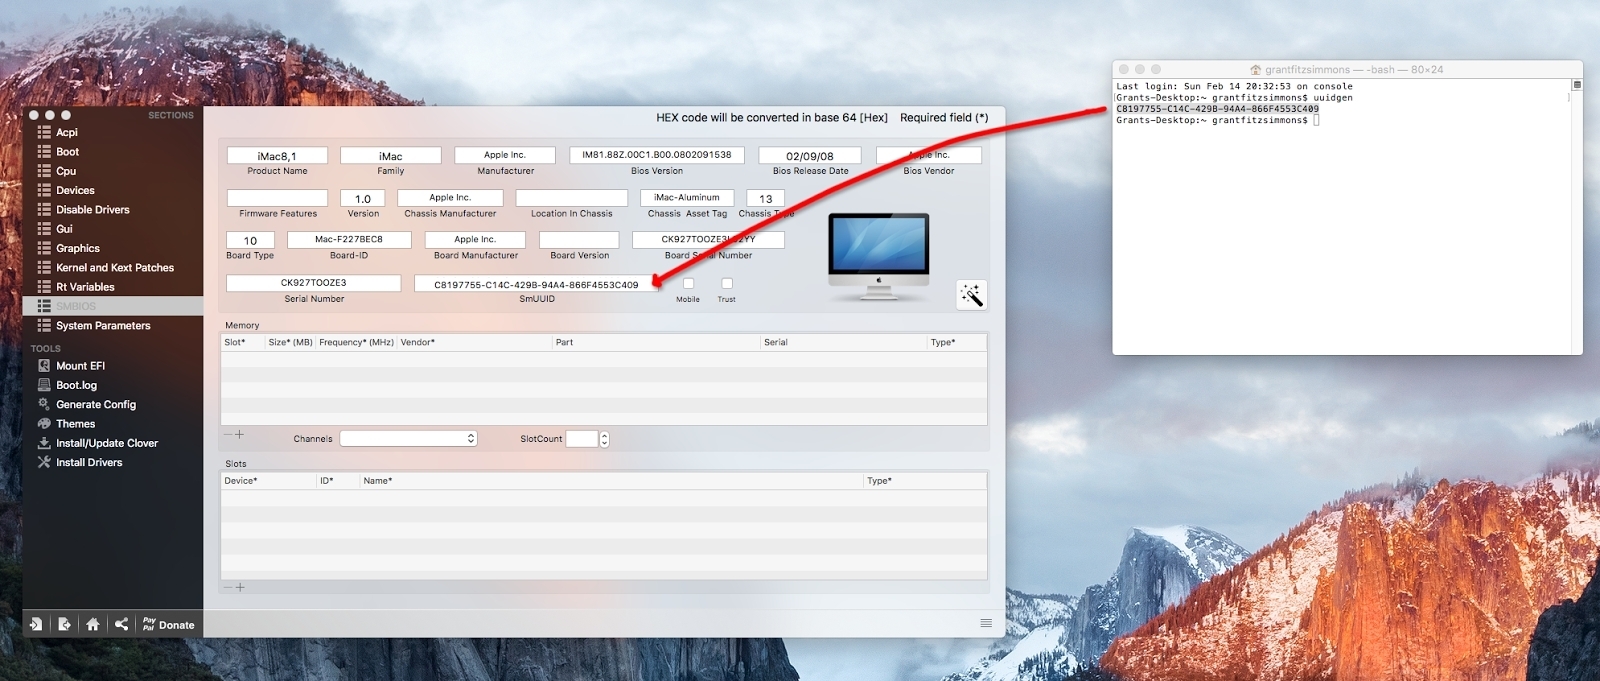 SECTIONS
Acpi
Boot
Cpu
Devices
Disable Drivers
Gui
Graphics
Kernel and Kext Patches
Rt Variables
SMBIOS
System Parameters
TOOLS
Mount EFI
Boot.log
Generate Config
Themes
Install/Update Clover
Install Drivers
Pay Pal Donate
HEX code will be converted in base 64 [Hex] Required field (*)
iMac8,1 iMac Apple Inc. IM81.88Z.00C1.B00.0802091538 02/09/08 Inc.
Product Name Family Manufacturer Bios Version Bios Release Date Bios Vendor
1.0 Apple Inc. iMac-Aluminum 13
Firmware Features Version Chassis Manufacturer Location In Chassis Chassis Asset Tag Chassis Type
10 Mac-F227BEC8 Apple Inc.
Board Type Board-ID Board Manufacturer Board Version Board Serial Number
CK927TOOZE3 C8197755-C14C-429B-94A4-866F4553C409
Serial Number SmUUID Mobile Trust
Memory
Slot* Size* (MB) Frequency* (MHz) Vendor* Part Serial Type*
Channels SlotCount
Slots
Device* ID* Name* Type*
grantfitzsimmons — -bash — 80×24
Last login: Sun Feb 14 20:32:53 on console
Grants-Desktop:~ grantfitzsimmons$ uuidgen
C8197755-C14C-429B-94A4-866F4553C409
Grants-Desktop:~ grantfitzsimmons$